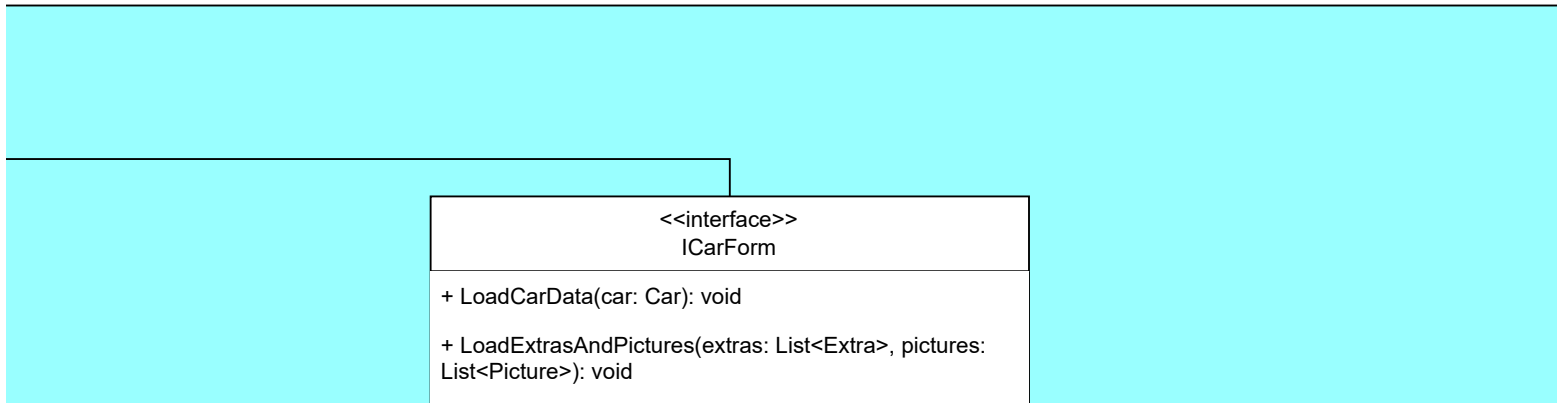 <<interface>>
ICarForm
+ LoadCarData(car: Car): void
+ LoadExtrasAndPictures(extras: List<Extra>, pictures:
List<Picture>): void